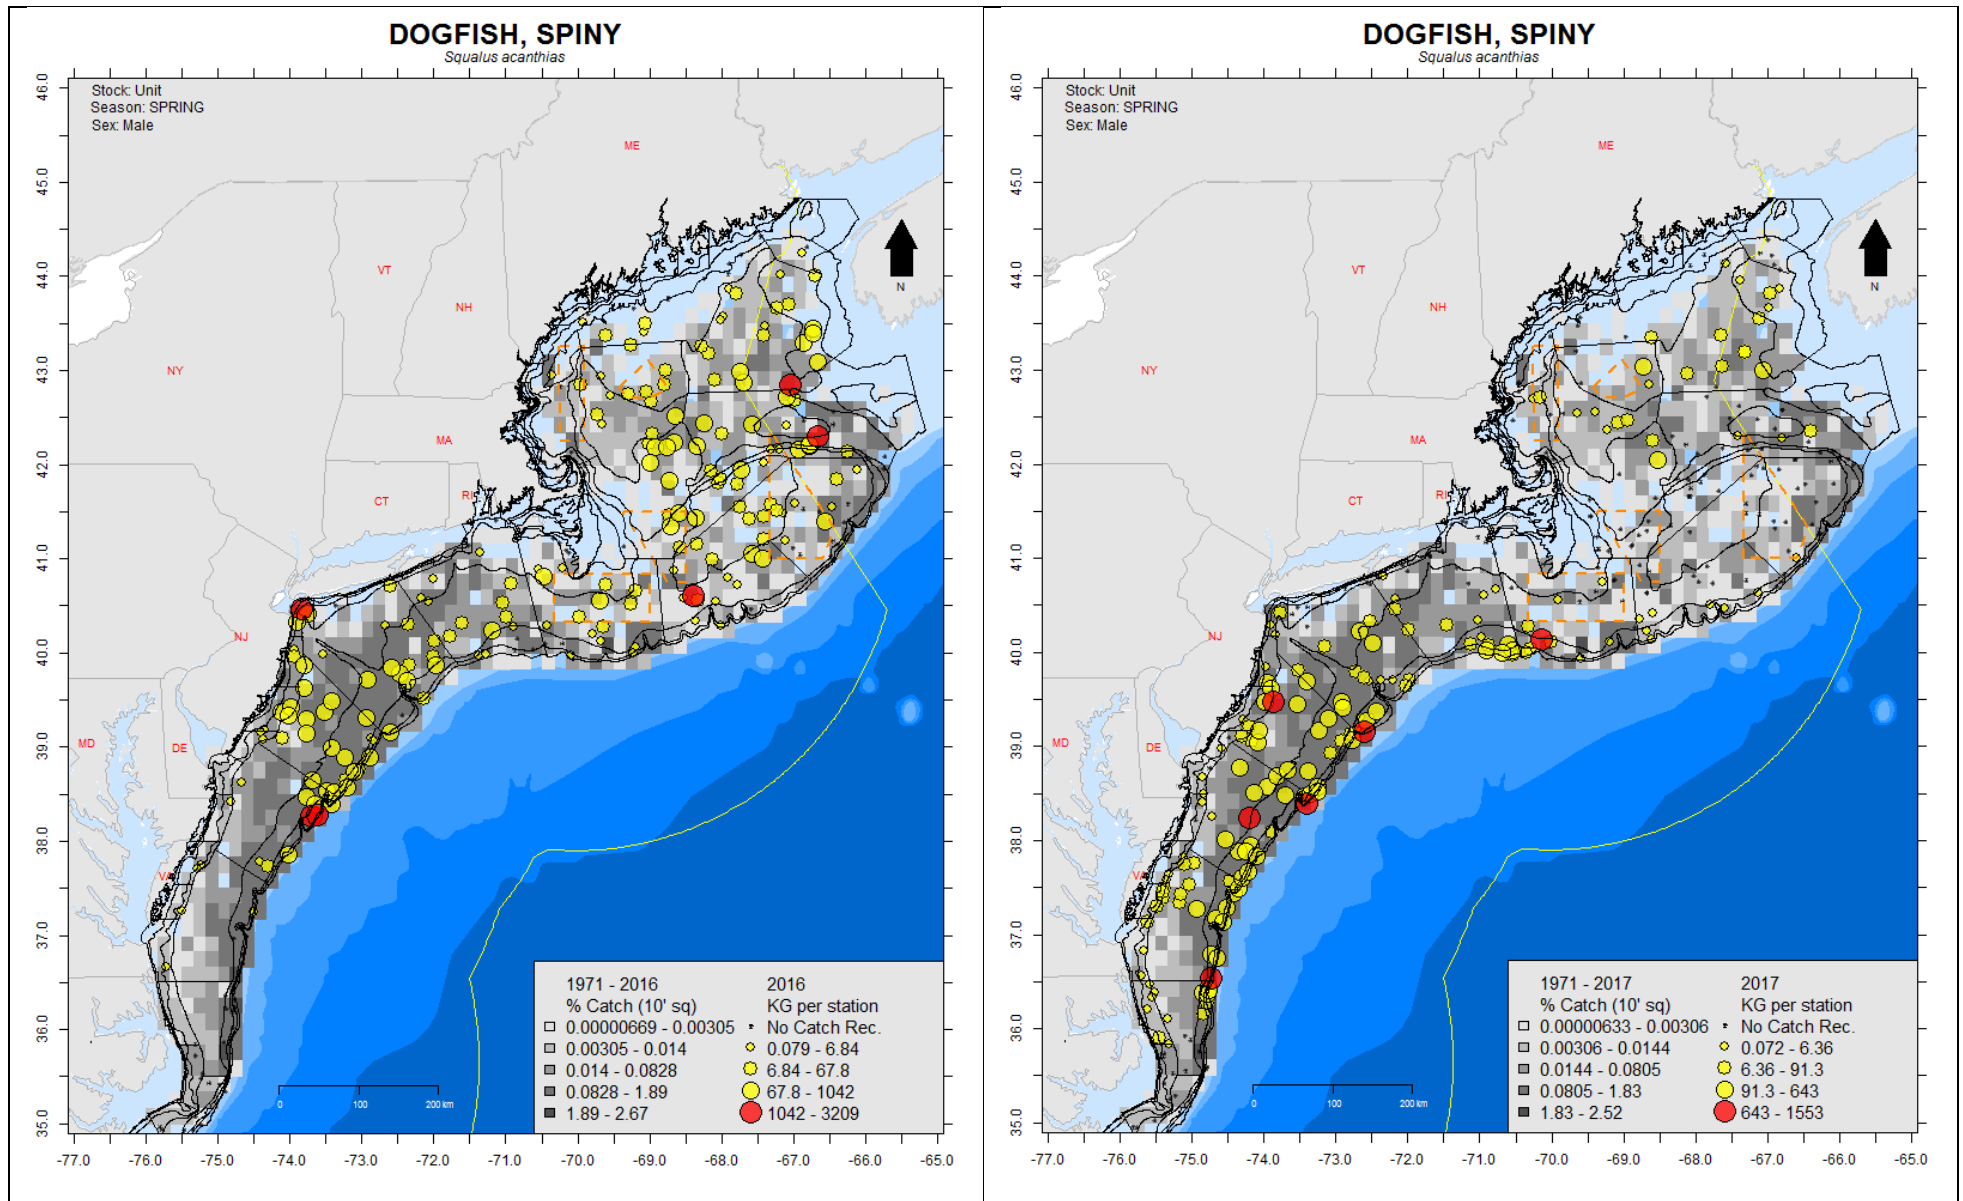 DOGFISH, SPINY
Squalus acanthias
Stock: Unit
Season: SPRING
Sex: Male
46.0
45.0
44.0
43.0
42.0
41.0
40.0
39.0
38.0
37.0
36.0
35.0
ME
VT
NH
NY
MA
CT
RI
NJ
MD
DE
VA
N
1971 - 2016
% Catch (10' sq)
0.00000669 - 0.00305
0.00305 - 0.014
0.014 - 0.0828
0.0828 - 1.89
1.89 - 2.67
2016
KG per station
No Catch Rec.
0.079 - 6.84
6.84 - 67.8
67.8 - 1042
1042 - 3209
0 100 200 km
-77.0 -76.0 -75.0 -74.0 -73.0 -72.0 -71.0 -70.0 -69.0 -68.0 -67.0 -66.0 -65.0
DOGFISH, SPINY
Squalus acanthias
Stock: Unit
Season: SPRING
Sex: Male
46.0
45.0
44.0
43.0
42.0
41.0
40.0
39.0
38.0
37.0
36.0
35.0
ME
VT
NH
NY
MA
CT
RI
NJ
MD
DE
VA
N
1971 - 2017
% Catch (10' sq)
0.00000633 - 0.00306
0.00306 - 0.0144
0.0144 - 0.0805
0.0805 - 1.83
1.83 - 2.52
2017
KG per station
No Catch Rec.
0.072 - 6.36
6.36 - 91.3
91.3 - 643
643 - 1553
0 100 200 km
-77.0 -76.0 -75.0 -74.0 -73.0 -72.0 -71.0 -70.0 -69.0 -68.0 -67.0 -66.0 -65.0